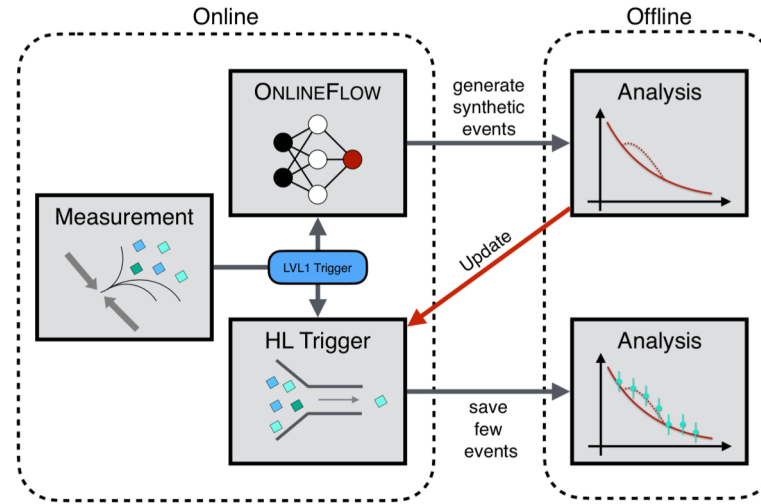 Online
Offline
ONLINEFLOW
generate
synthetic
events
Analysis
Measurement
LVL1 Trigger
Update
HL Trigger
save
few
events
Analysis